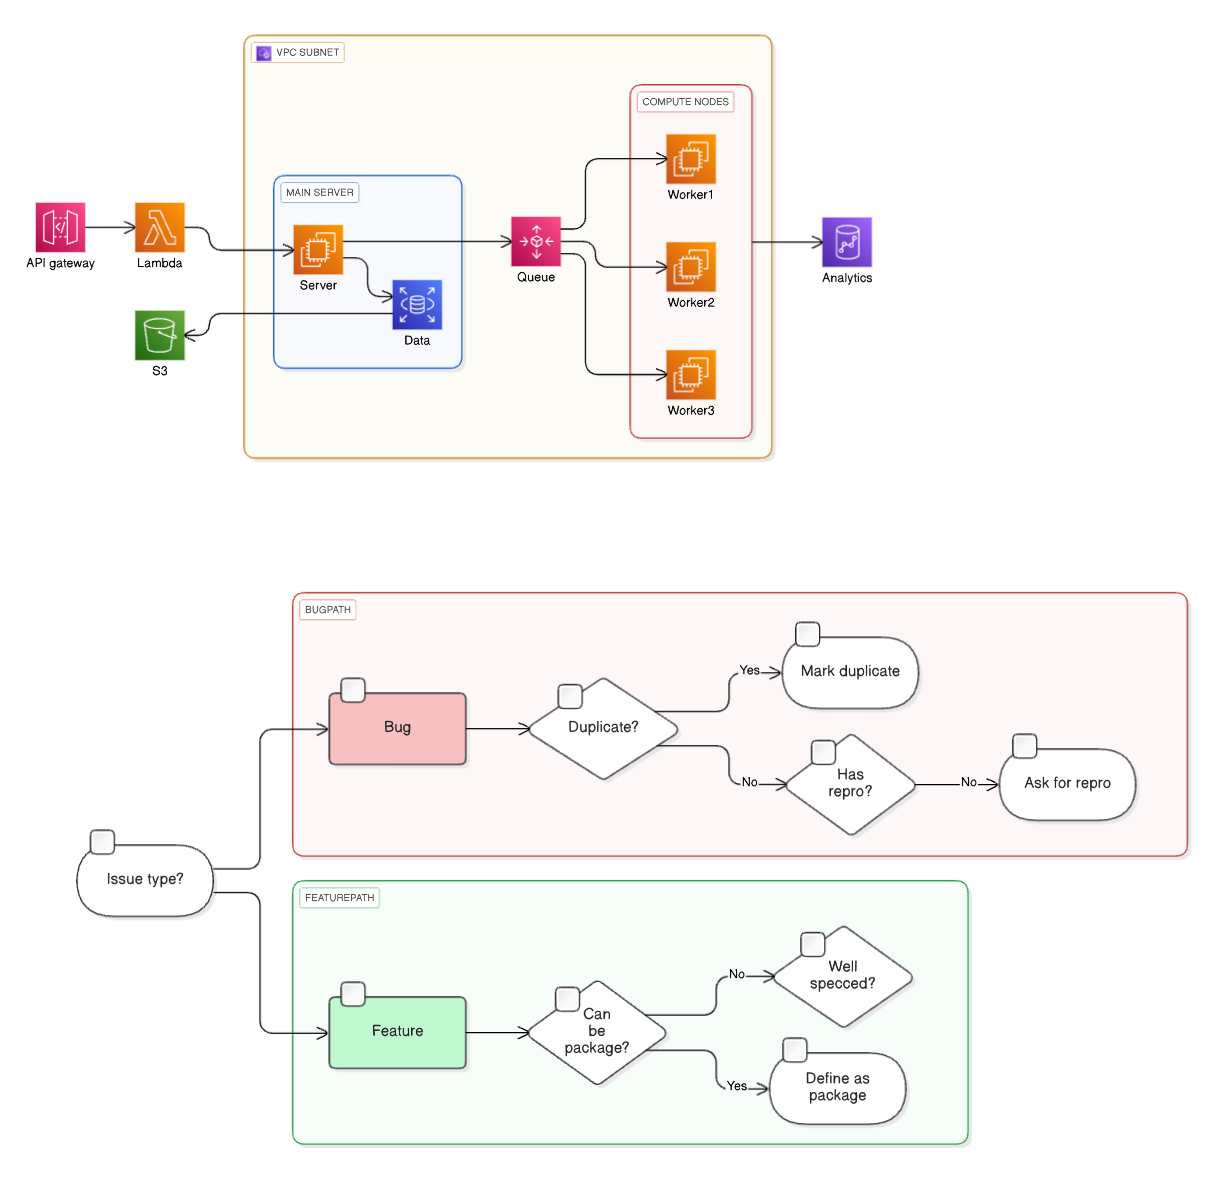 VPC SUBNET
COMPUTE NODES
Worker1
MAIN SERVER
API gateway
Lambda
Server
Queue
Analytics
Worker2
Data
S3
Worker3
BUGPATH
Bug
Duplicate?
Yes
Mark duplicate
No
Has
repro?
No
Ask for repro
Issue type?
FEATUREPATH
Feature
Can
be
package?
No
Well
specced?
Yes
Define as
package